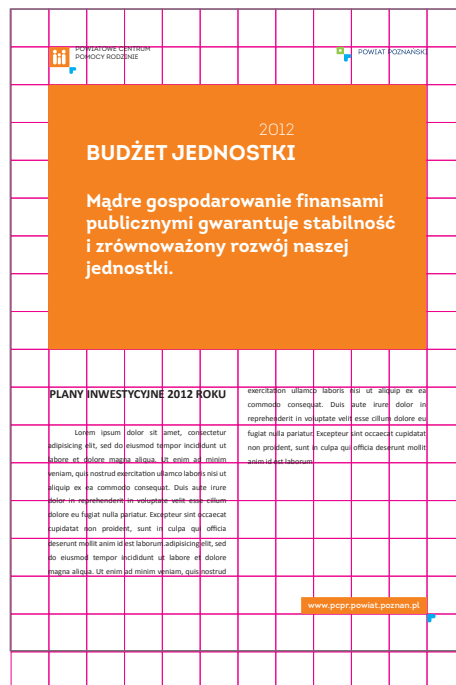 POWIATOWE CENTRUM
POMOCY RODZINIE
POWIAT POZNAŃSKI
2012
BUDŻET JEDNOSTKI
Mądre gospodarowanie finansami
publicznymi gwarantuje stabilność
i zrównoważony rozwój naszej
jednostki.
PLANY INWESTYCYJNE 2012 ROKU
Lorem ipsum dolor sit amet, consectetur
adipisicing elit, sed do eiusmod tempor incididunt ut
labore et dolore magna aliqua. Ut enim ad minim
veniam, quis nostrud exercitation ullamco laboris nisi ut
aliquip ex ea commodo consequat. Duis aute irure
dolor in reprehenderit in voluptate velit esse cillum
dolore eu fugiat nulla pariatur. Excepteur sint occaecat
cupidatat non proident, sunt in culpa qui officia
deserunt mollit anim id est laborum.adipisicing elit, sed
do eiusmod tempor incididunt ut labore et dolore
magna aliqua. Ut enim ad minim veniam, quis nostrud
exercitation ullamco laboris nisi ut aliquip ex ea
commodo consequat. Duis aute irure dolor in
reprehenderit in voluptate velit esse cillum dolore eu
fugiat nulla pariatur. Excepteur sint occaecat cupidatat
non proident, sunt in culpa qui officia deserunt mollit
anim id est laborum
www.pcpr.powiat.poznan.pl